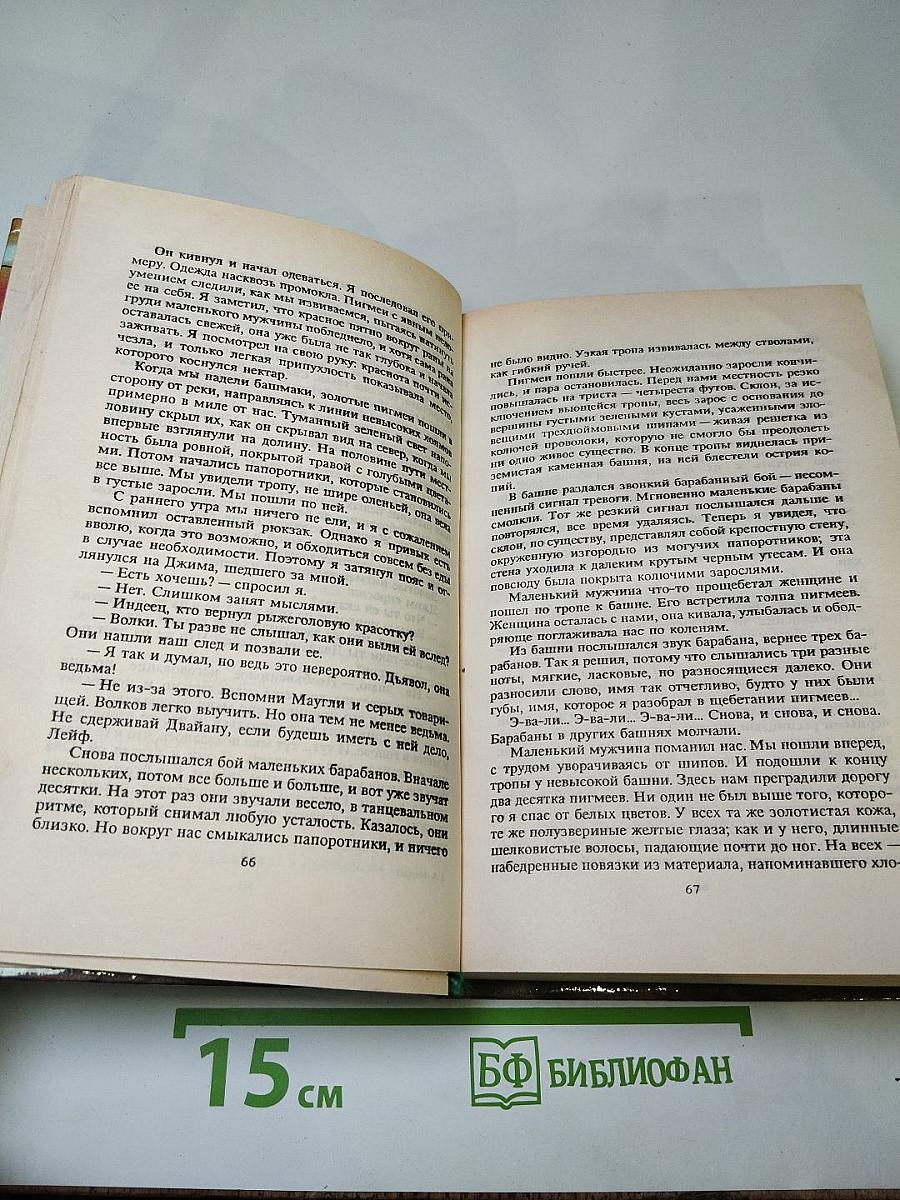 Он кивнул и начал одеваться. Я последовал его при-
меру. Одежда насквозь промокла. Пигмеи с явным недо-
умением следили, как мы извиваемся, пытаясь натянуть
ее на себя. Я заметил, что красное пятно вокруг раны на
груди маленького мужчины побледнело, и хотя сама рана
оставалась свежей, она уже была не так глубока и начала
заживать. Я посмотрел на свою руку: краснота почти ис-
чезла, и только легкая припухлость показывала место,
которого коснулся нектар.
Когда мы надели башмаки, золотые пигмеи пошли в
сторону от реки, направляясь к линии невысоких холмов
примерно в миле от нас. Туманный зеленый свет напо-
ловину скрыл их, как он скрывал вид на север, когда мы
впервые взглянули на долину. На половине пути мест-
ность была ровной, покрытой травой с голубыми цвета-
ми. Потом начались папоротники, которые становились
все выше. Мы увидели тропу, не шире оленьей, она вела
в густые заросли. Мы пошли по ней.
С раннего утра мы ничего не ели, и я с сожалением
вспомнил оставленный рюкзак. Однако я привык есть
вволю, когда это возможно, и обходиться совсем без еды
в случае необходимости. Поэтому я затянул пояс и ог-
лянулся на Джима, шедшего за мной.
— Есть хочешь? — спросил я.
— Нет. Слишком занят мыслями.
— Индеец, кто вернул рыжеголовую красотку?
— Волки. Ты разве не слышал, как они выли ей вслед?
Они нашли наш след и позвали ее.
— Я так и думал, но ведь это невероятно. Дьявол, она
ведьма!
— Не из-за этого. Вспомни Маугли и серых товари-
щей. Волков легко выучить. Но она тем не менее ведьма.
Не сдерживай Двайану, если будешь иметь с ней дело,
Лейф.
Снова послышался бой маленьких барабанов. Вначале
нескольких, потом все больше и больше, и вот уже звучат
десятки. На этот раз они звучали весело, в танцевальном
ритме, который снимал любую усталость. Казалось, они
близко. Но вокруг нас смыкались папоротники, и ничего
66
не было видно. Узкая тропа извивалась между стволами,
как гибкий ручей.
Пигмеи пошли быстрее. Неожиданно заросли кончи-
лись, и пара остановилась. Перед нами местность резко
повышалась на триста — четыреста футов. Склон, за ис-
ключением вьющейся тропы, весь зарос с основания до
вершины густыми зелеными кустами, усаженными зло-
вещими трехдюймовыми шипами — живая решетка из
колючей проволоки, которую не смогло бы преодолеть
ни одно живое существо. В конце тропы виднелась при-
земистая каменная башня, на ней блестели острия ко-
пий.
В башне раздался звонкий барабанный бой — несом-
ненный сигнал тревоги. Мгновенно маленькие барабаны
смолкли. Тот же резкий сигнал послышался дальше и
повторялся, все время удаляясь. Теперь я увидел, что
склон, по существу, представлял собой крепостную стену,
окруженную изгородью из могучих папоротников; эта
стена уходила к далеким крутым черным утесам. И она
повсюду была покрыта колючими зарослями.
Маленький мужчина что-то прощебетал женщине и
пошел по тропе к башне. Его встретила толпа пигмеев.
Женщина осталась с нами, она кивала, улыбалась и обод-
ряюще поглаживала нас по коленям.
Из башни послышался звук барабана, вернее трех ба-
рабанов. Так я решил, потому что слышались три разные
ноты, мягкие, ласковые, но разносящиеся далеко. Они
разносили слово, имя так отчетливо, будто у них были
губы, имя, которое я разобрал в щебетании пигмеев...
Э-ва-ли... Э-ва-ли... Э-ва-ли... Снова, и снова, и снова.
Барабаны в других башнях молчали.
Маленький мужчина поманил нас. Мы пошли вперед,
с трудом уворачиваясь от шипов. И подошли к концу
тропы у невысокой башни. Здесь нам преградили дорогу
два десятка пигмеев. Ни один не был выше того, которо-
го я спас от белых цветов. У всех та же золотистая кожа,
те же полузвериные желтые глаза; как и у него, длинные
шелковистые волосы, падающие почти до ног. На всех —
набедренные повязки из материала, напоминавшего хло-
67
15 см
БФ БИБЛИОФАН